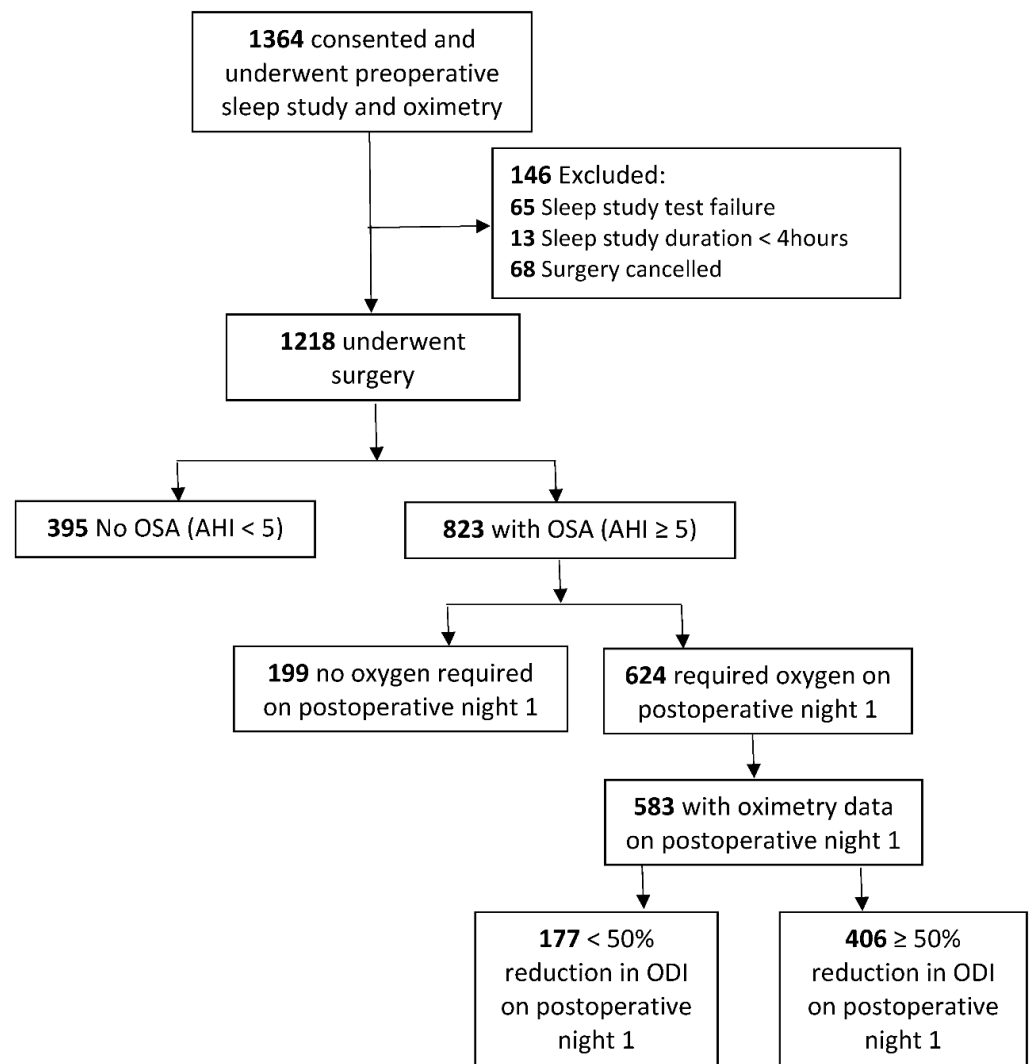 1364 consented and
underwent preoperative
sleep study and oximetry
146 Excluded:
65 Sleep study test failure
13 Sleep study duration < 4hours
68 Surgery cancelled
1218 underwent
surgery
395 No OSA (AHI < 5)
823 with OSA (AHI ≥ 5)
199 no oxygen required
on postoperative night 1
624 required oxygen on
postoperative night 1
583 with oximetry data
on postoperative night 1
177 < 50%
reduction in ODI
on postoperative
night 1
406 ≥ 50%
reduction in ODI
on postoperative
night 1